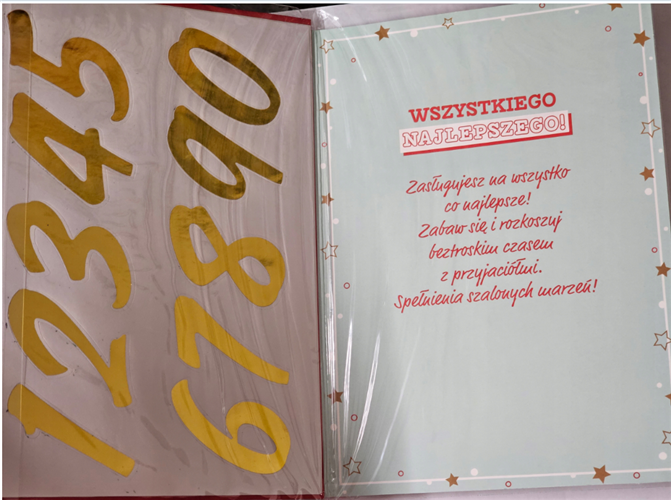 12345
67890
WSZYSTKIEGO
NAJLEPSZEGO!
Zasługujesz na wszystko
co najlepsze!
Zabaw się i rozkoszuj
beztroskim czasem
z przyjaciółmi.
Spełnienia szalonych marzeń!